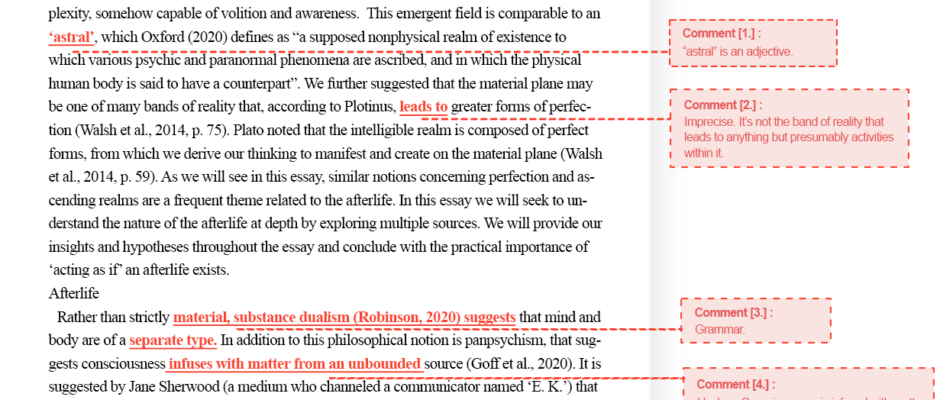 plexity, somehow capable of volition and awareness.  This emergent field is comparable to an
‘astral’, which Oxford (2020) defines as “a supposed nonphysical realm of existence to
which various psychic and paranormal phenomena are ascribed, and in which the physical
human body is said to have a counterpart”. We further suggested that the material plane may
be one of many bands of reality that, according to Plotinus, leads to greater forms of perfec-
tion (Walsh et al., 2014, p. 75). Plato noted that the intelligible realm is composed of perfect
forms, from which we derive our thinking to manifest and create on the material plane (Walsh
et al., 2014, p. 59). As we will see in this essay, similar notions concerning perfection and as-
cending realms are a frequent theme related to the afterlife. In this essay we will seek to un-
derstand the nature of the afterlife at depth by exploring multiple sources. We will provide our
insights and hypotheses throughout the essay and conclude with the practical importance of
‘acting as if’ an afterlife exists.
Afterlife
Rather than strictly material, substance dualism (Robinson, 2020) suggests that mind and
body are of a separate type. In addition to this philosophical notion is panpsychism, that sug-
gests consciousness infuses with matter from an unbounded source (Goff et al., 2020). It is
suggested by Jane Sherwood (a medium who channeled a communicator named ‘E. K.’) that
Comment [1.] :
“astral” is an adjective.
Comment [2.] :
Imprecise. It’s not the band of reality that
leads to anything but presumably activities
within it.
Comment [3.] :
Grammar.
Comment [4.] :